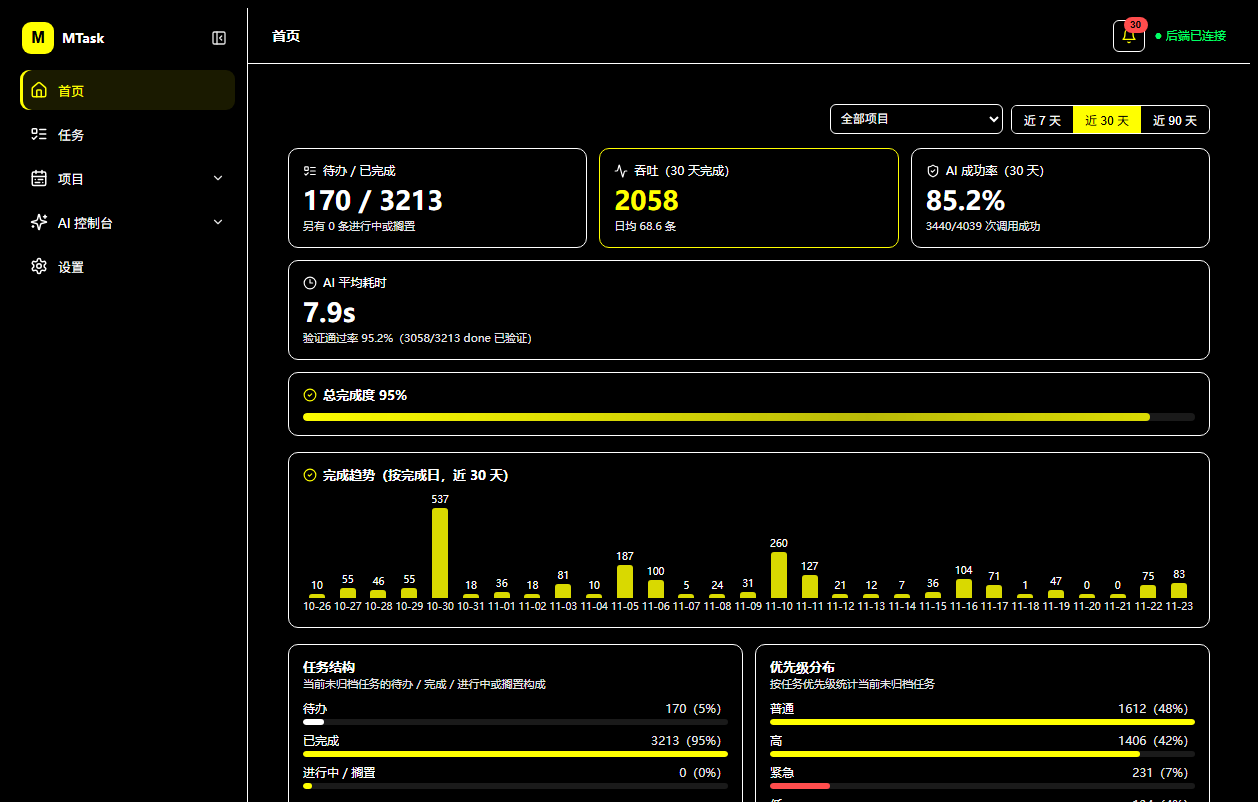 M MTask
首页
任务
项目
AI 控制台
设置
首页
30
后端已连接
全部项目
近 7 天 近 30 天 近 90 天
待办 / 已完成
170 / 3213
另有 0 条进行中或搁置
吞吐（30 天完成）
2058
日均 68.6 条
AI 成功率（30 天）
85.2%
3440/4039 次调用成功
AI 平均耗时
7.9s
验证通过率 95.2%（3058/3213 done 已验证）
总完成度 95%
完成趋势（按完成日，近 30 天）
10 55 46 55 537 18 36 18 81 10 187 100 5 24 31 260 127 21 12 7 36 104 71 1 47 0 0 75 83
10-26 10-27 10-28 10-29 10-30 10-31 11-01 11-02 11-03 11-04 11-05 11-06 11-07 11-08 11-09 11-10 11-11 11-12 11-13 11-14 11-15 11-16 11-17 11-18 11-19 11-20 11-21 11-22 11-23
任务结构
当前未归档任务的待办 / 完成 / 进行中或搁置构成
待办 170（5%）
已完成 3213（95%）
进行中 / 搁置 0（0%）
优先级分布
按任务优先级统计当前未归档任务
普通 1612（48%）
高 1406（42%）
紧急 231（7%）